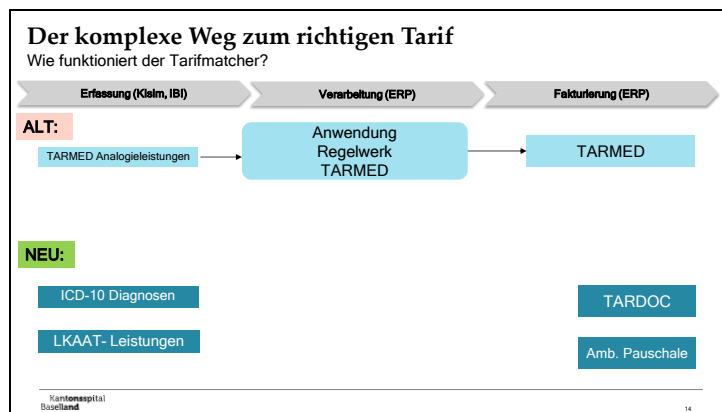 Der komplexe Weg zum richtigen Tarif
Wie funktioniert der Tarifmatcher?
Erfassung (KIsim, IBI)
Verarbeitung (ERP)
Fakturierung (ERP)
ALT:
TARMED Analogieleistungen
Anwendung
Regelwerk
TARMED
TARMED
NEU:
ICD-10 Diagnosen
TARDOC
LKAAT- Leistungen
Amb. Pauschale
Kantonsspital
Baselland
14